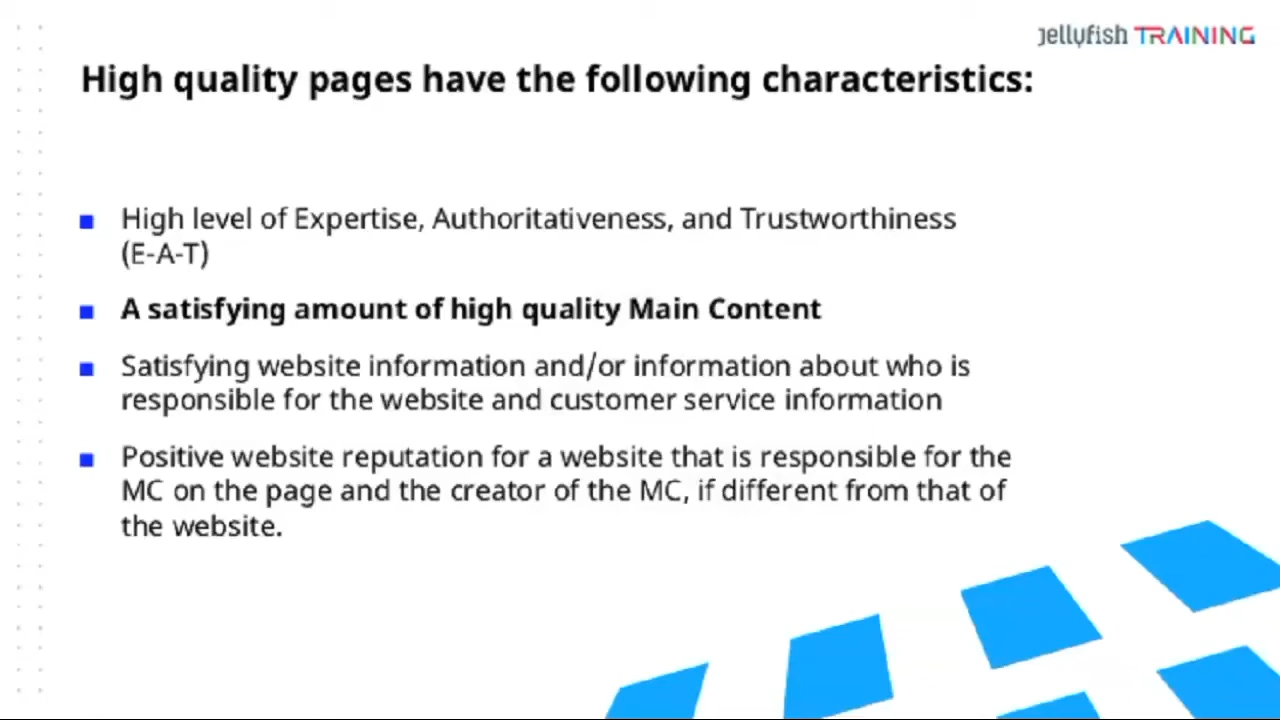 jellyfish TRAINING
High quality pages have the following characteristics:
High level of Expertise, Authoritativeness, and Trustworthiness
(E-A-T)
A satisfying amount of high quality Main Content
Satisfying website information and/or information about who is
responsible for the website and customer service information
Positive website reputation for a website that is responsible for the
MC on the page and the creator of the MC, if different from that of
the website.